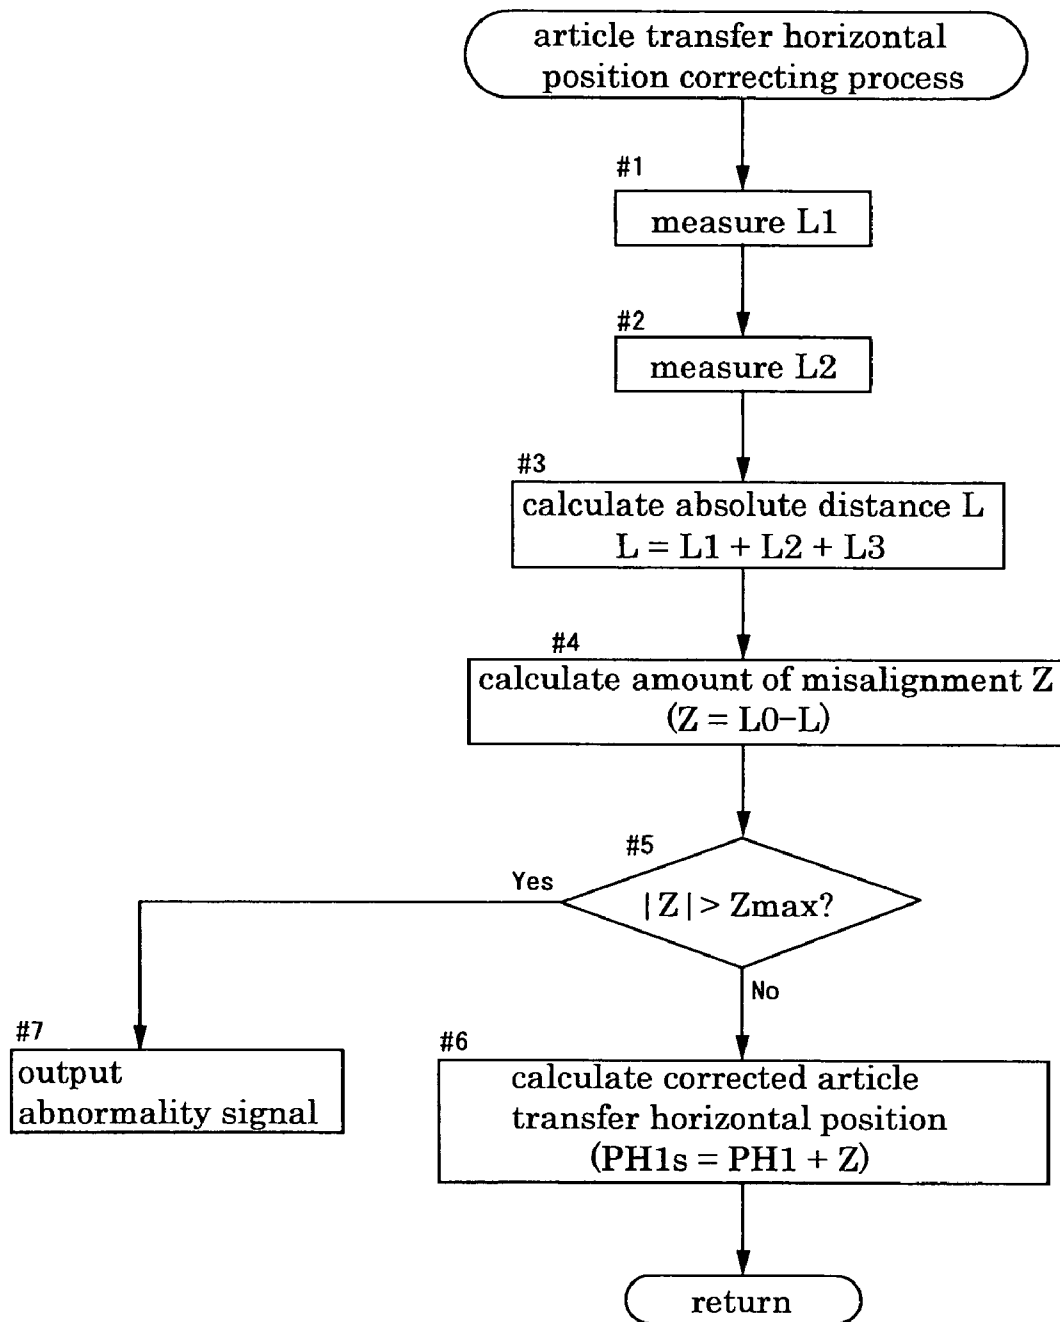 article transfer horizontal
position correcting process
#1
measure L1
#2
measure L2
#3
calculate absolute distance L
L = L1 + L2 + L3
#4
calculate amount of misalignment Z
(Z = L0-L)
#5
Yes
|Z| > Zmax?
No
#7
output
abnormality signal
#6
calculate corrected article
transfer horizontal position
(PH1s = PH1 + Z)
return